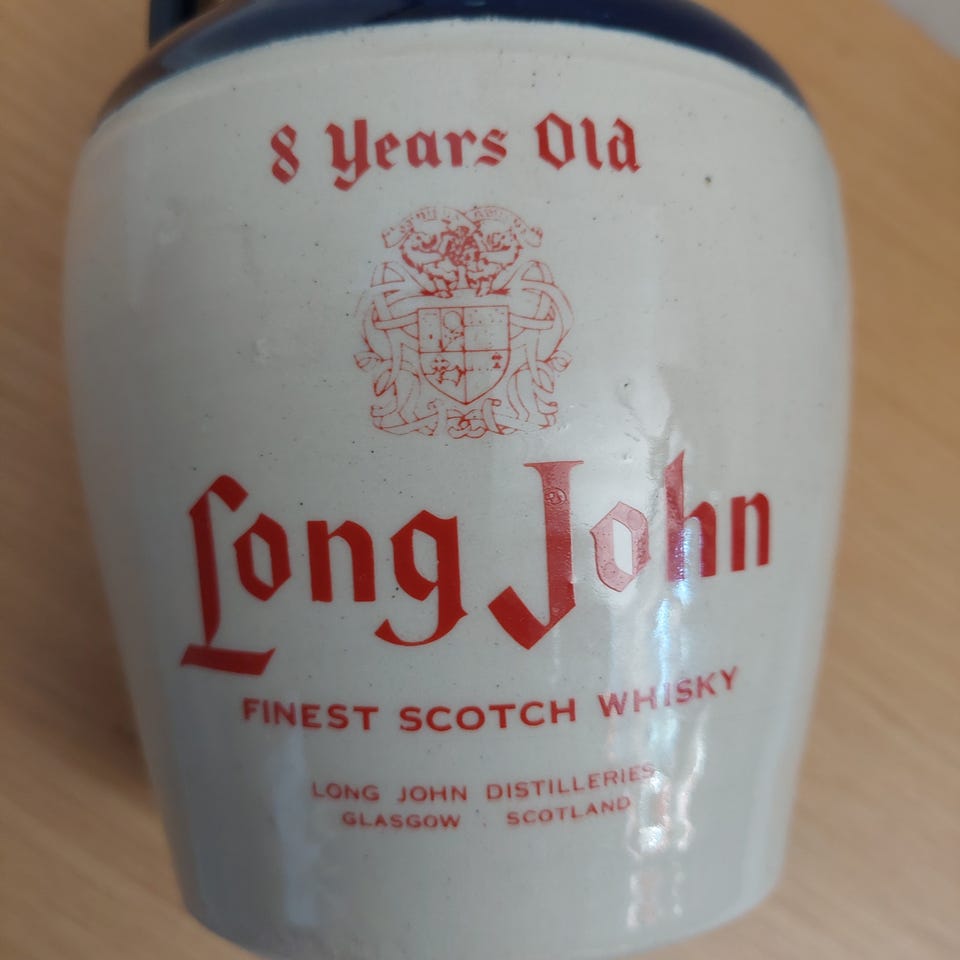 8 Years Old
Long John
FINEST SCOTCH WHISKY
LONG JOHN DISTILLERIES
GLASGOW . SCOTLAND